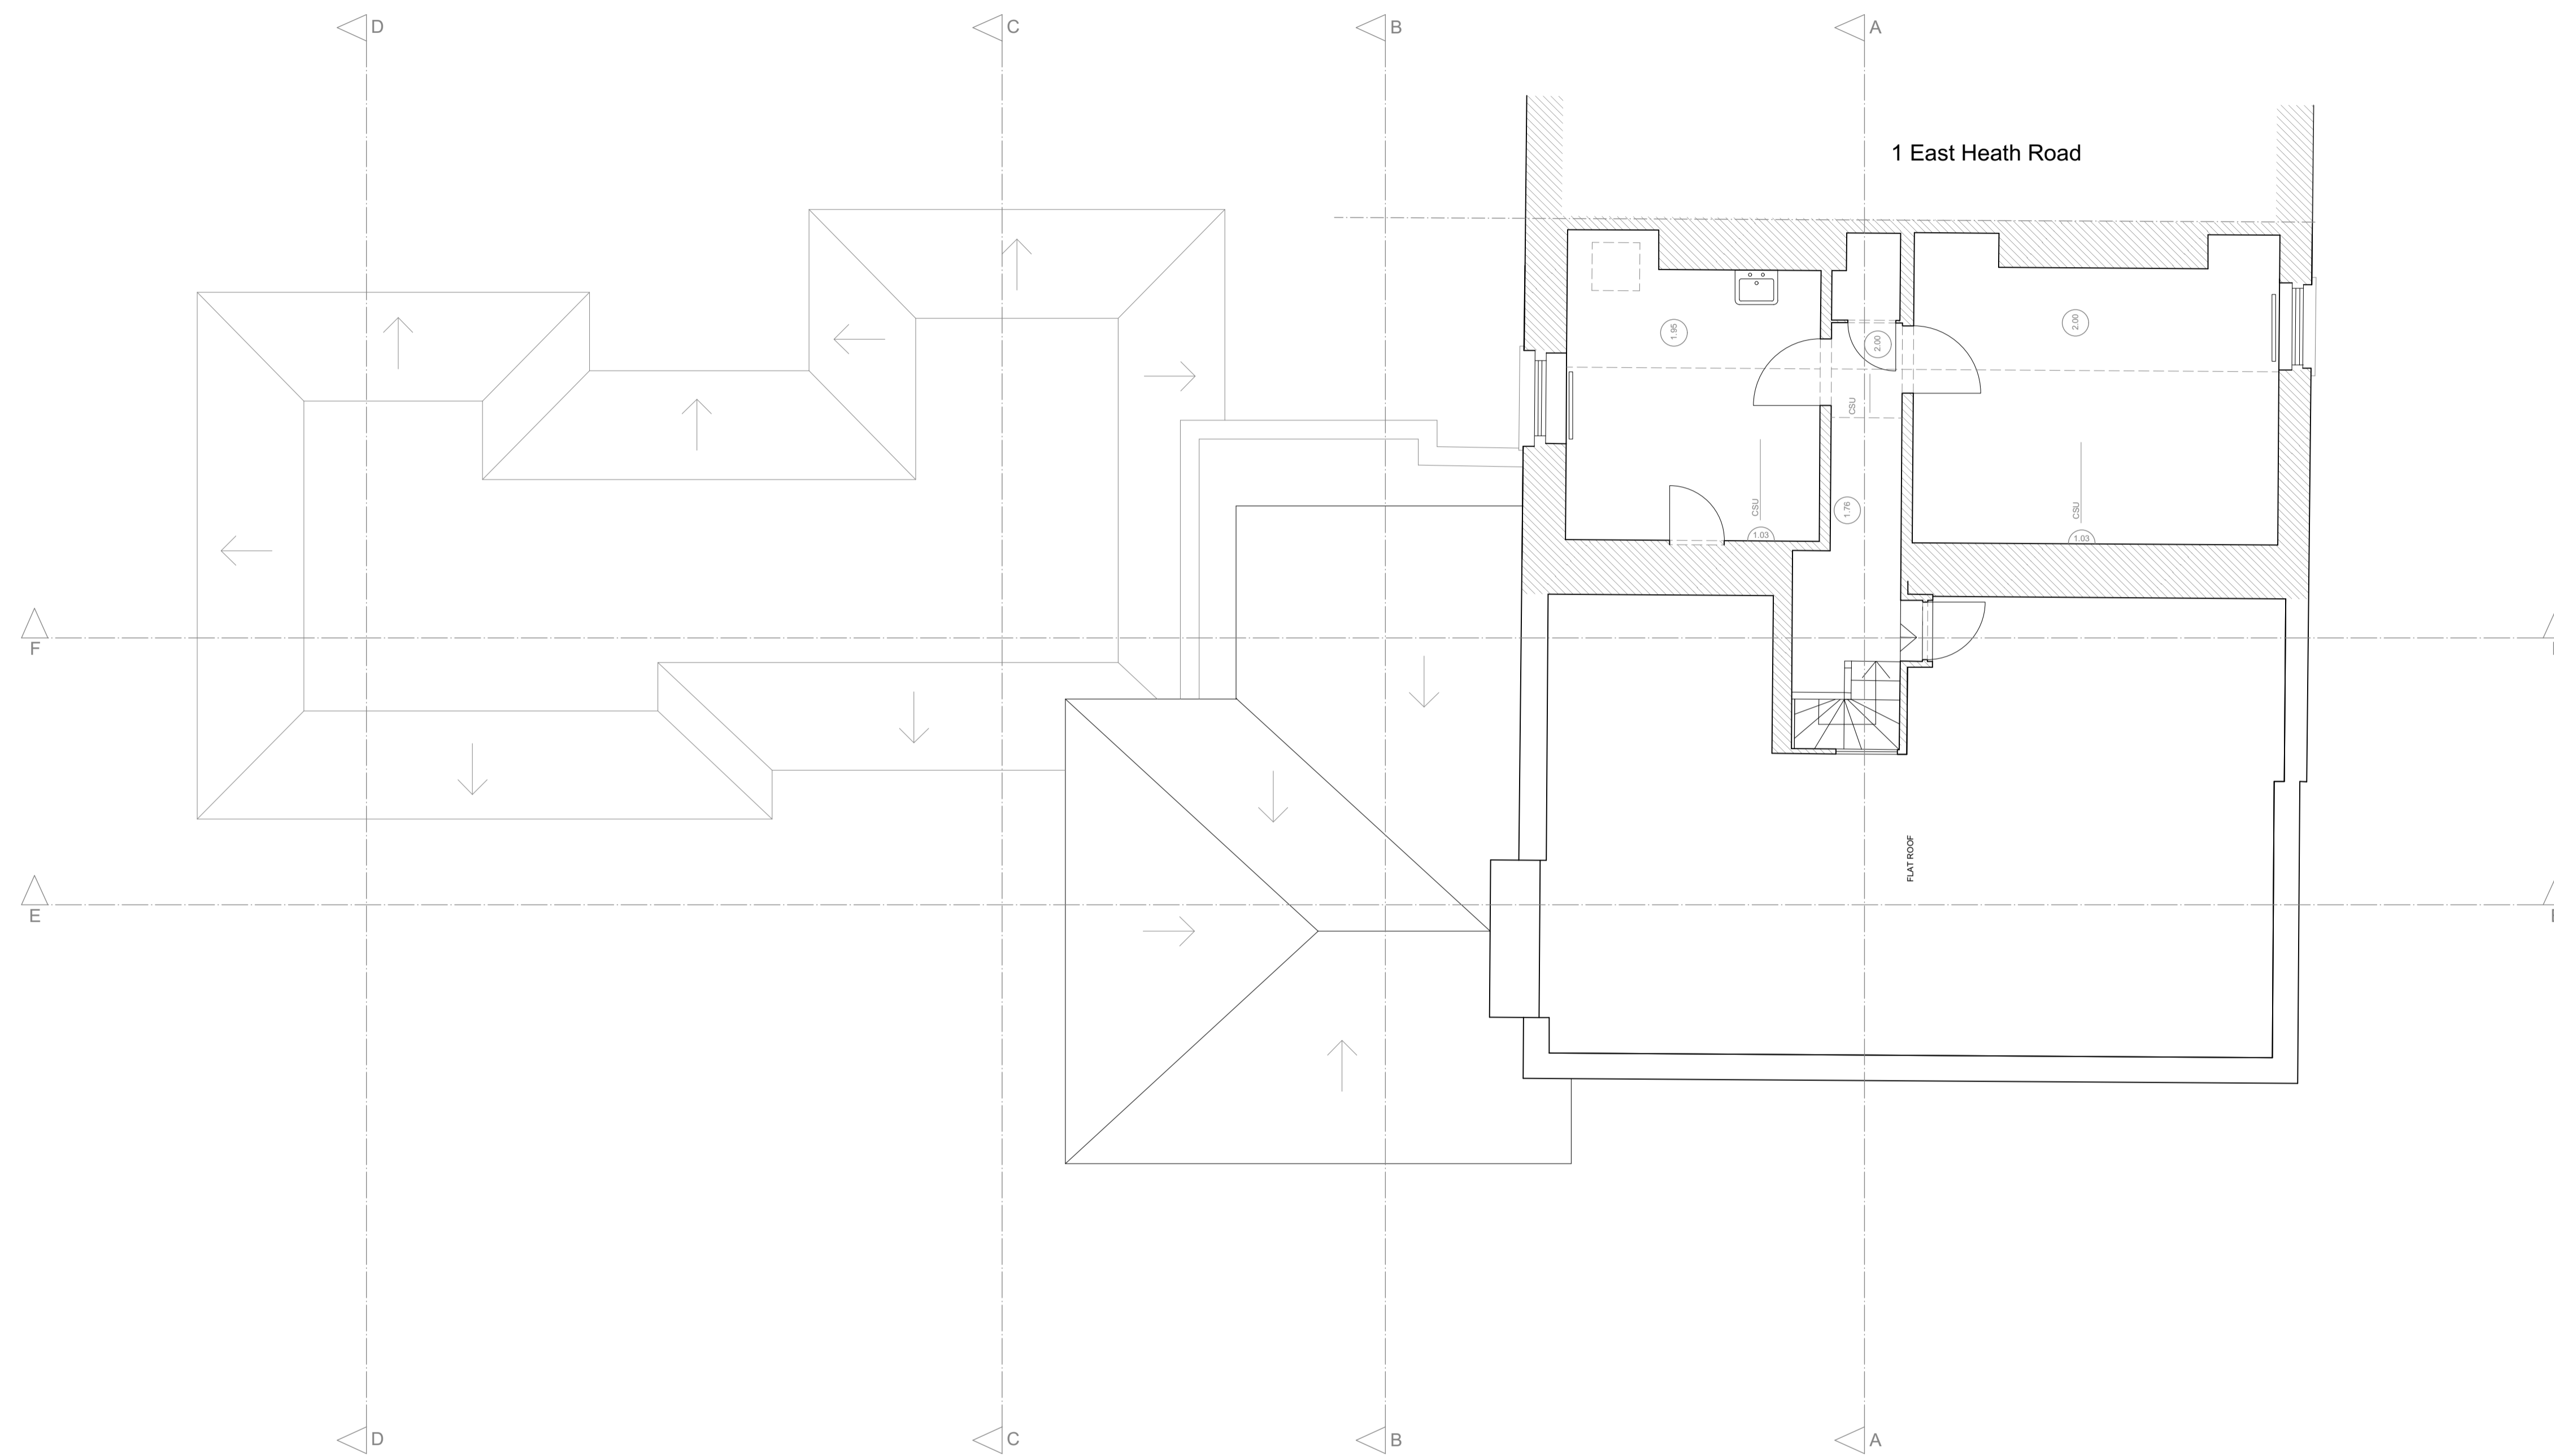 D
C
B
A
1 East Heath Road
1.95
2.00
2.00
CSU
CSU
1.76
CSU
1.03
1.03
F
FLAT ROOF
E
D
C
B
A